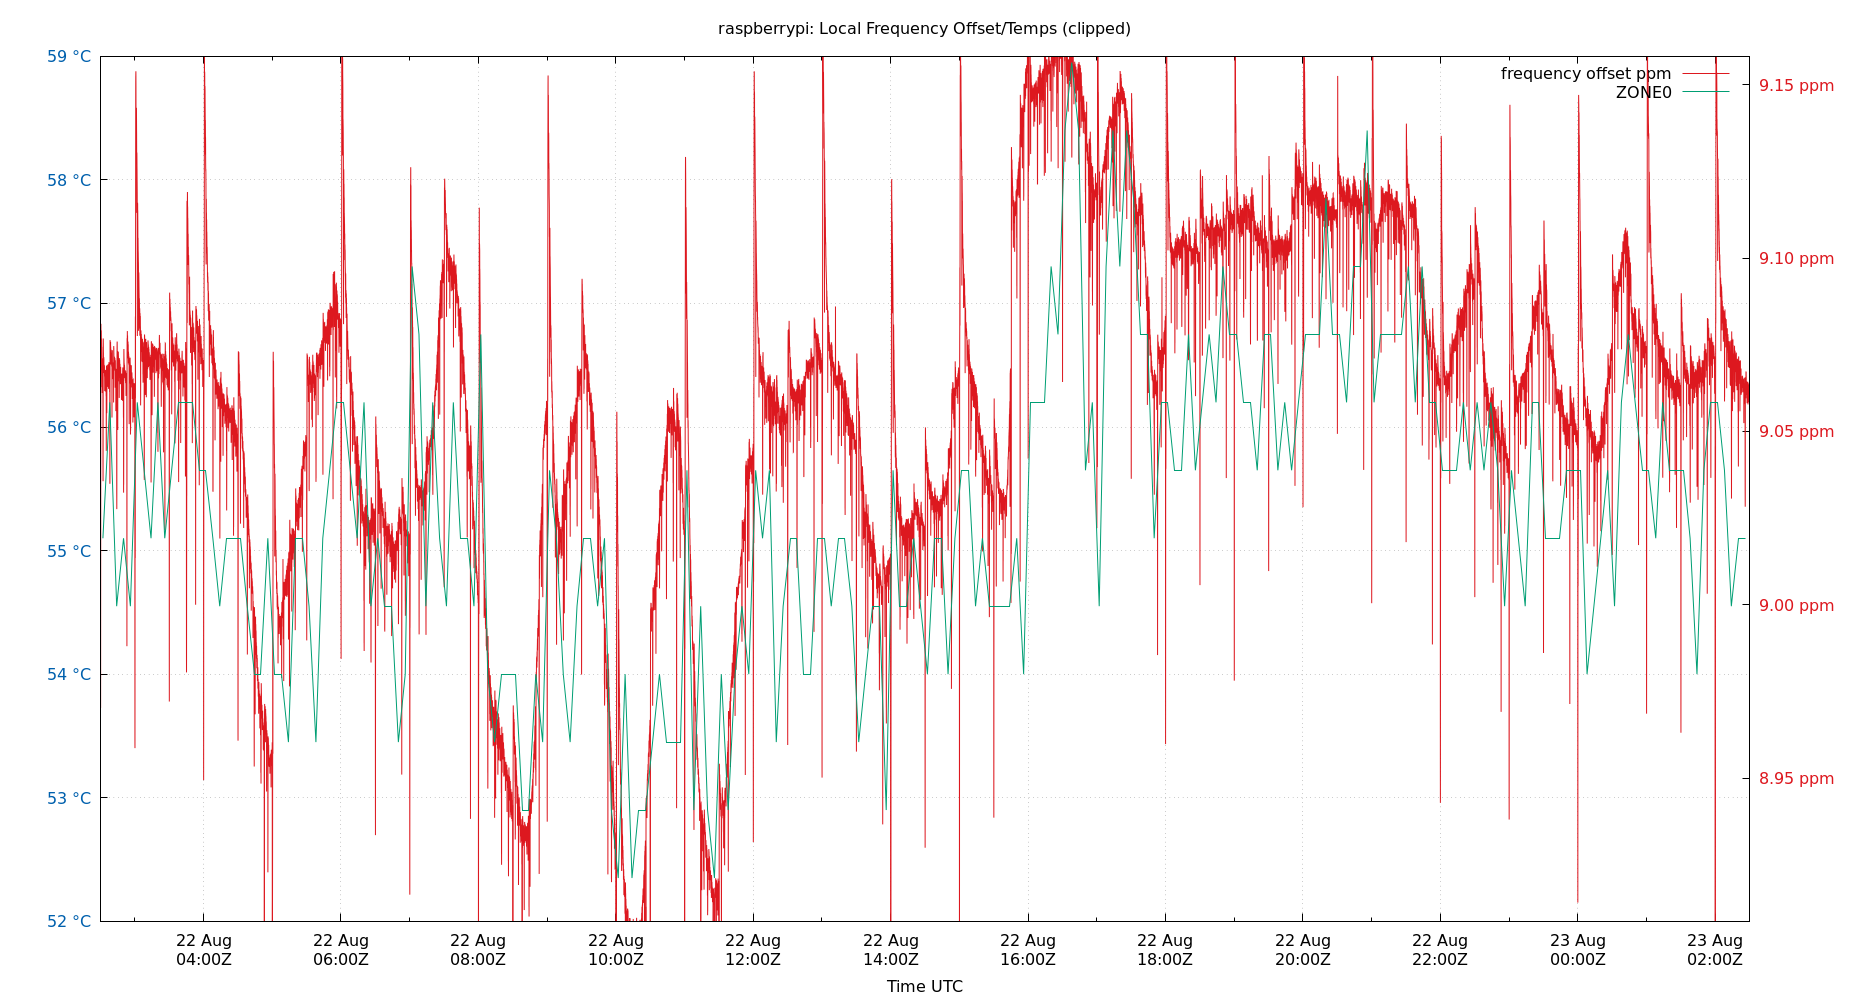 raspberrypi: Local Frequency Offset/Temps (clipped)
59 °C
58 °C
57 °C
56 °C
55 °C
54 °C
53 °C
52 °C
frequency offset ppm
ZONE0
9.15 ppm
9.10 ppm
9.05 ppm
9.00 ppm
8.95 ppm
22 Aug 22 Aug 22 Aug 22 Aug 22 Aug 22 Aug 22 Aug 22 Aug 22 Aug 22 Aug 23 Aug 23 Aug
04:00Z 06:00Z 08:00Z 10:00Z 12:00Z 14:00Z 16:00Z 18:00Z 20:00Z 22:00Z 00:00Z 02:00Z
Time UTC